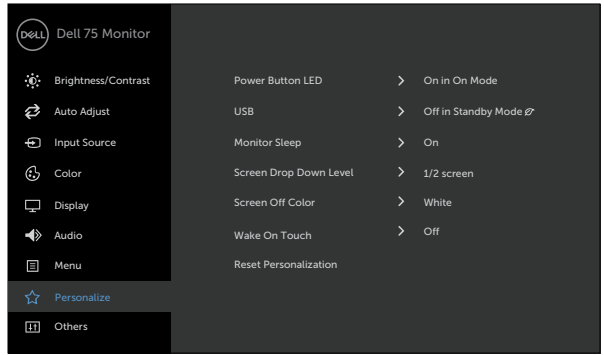 DELL Dell 75 Monitor
Brightness/Contrast
Auto Adjust
Input Source
Color
Display
Audio
Menu
Personalize
Others
Power Button LED > On in On Mode
USB > Off in Standby Mode
Monitor Sleep > On
Screen Drop Down Level > 1/2 screen
Screen Off Color > White
Wake On Touch > Off
Reset Personalization